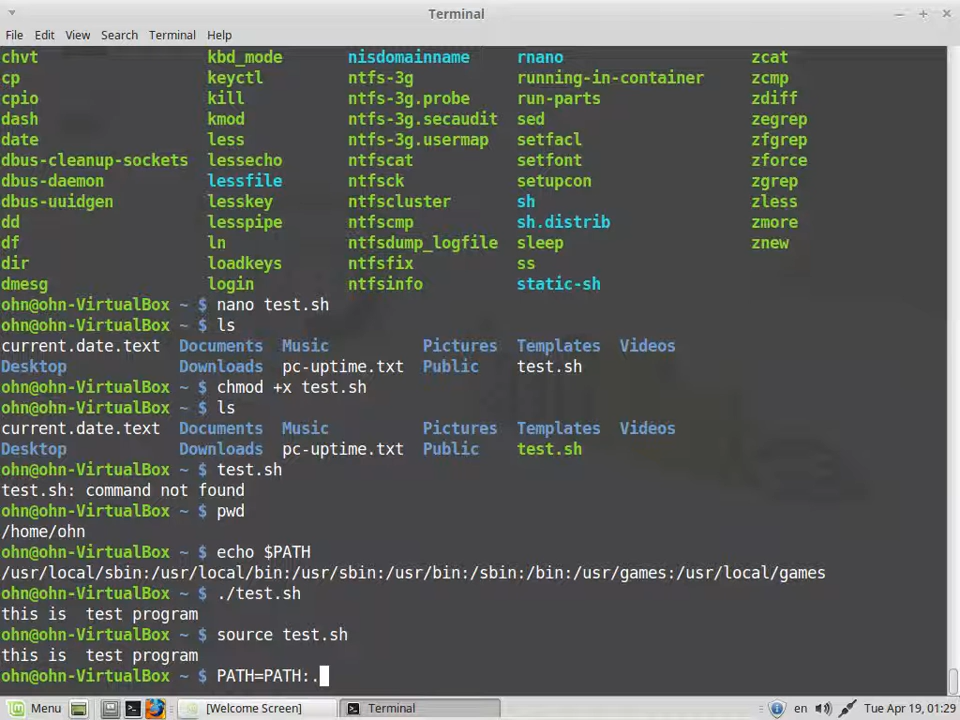 Terminal
File Edit View Search Terminal Help
chvt kbd_mode nisdomainname rnano zcat
cp keyctl ntfs-3g running-in-container zcmp
cpio kill ntfs-3g.probe run-parts zdiff
dash kmod ntfs-3g.secaudit sed zegrep
date less ntfs-3g.usermap setfacl zfgrep
dbus-cleanup-sockets lessecho ntfscat setfont zforce
dbus-daemon lessfile ntfsck setupcon zgrep
dbus-uuidgen lesskey ntfscluster sh zless
dd lesspipe ntfscmp sh.distrib zmore
df ln ntfsdump_logfile sleep znew
dir loadkeys ntfsfix ss
dmesg login ntfsinfo static-sh
ohn@ohn-VirtualBox ~ $ nano test.sh
ohn@ohn-VirtualBox ~ $ ls
current.date.text Documents Music Pictures Templates Videos
Desktop Downloads pc-uptime.txt Public test.sh
ohn@ohn-VirtualBox ~ $ chmod +x test.sh
ohn@ohn-VirtualBox ~ $ ls
current.date.text Documents Music Pictures Templates Videos
Desktop Downloads pc-uptime.txt Public test.sh
ohn@ohn-VirtualBox ~ $ test.sh
test.sh: command not found
ohn@ohn-VirtualBox ~ $ pwd
/home/ohn
ohn@ohn-VirtualBox ~ $ echo $PATH
/usr/local/sbin:/usr/local/bin:/usr/sbin:/usr/bin:/sbin:/bin:/usr/games:/usr/local/games
ohn@ohn-VirtualBox ~ $ ./test.sh
this is  test program
ohn@ohn-VirtualBox ~ $ source test.sh
this is  test program
ohn@ohn-VirtualBox ~ $ PATH=PATH:.
Menu [Welcome Screen] Terminal en Tue Apr 19, 01:29